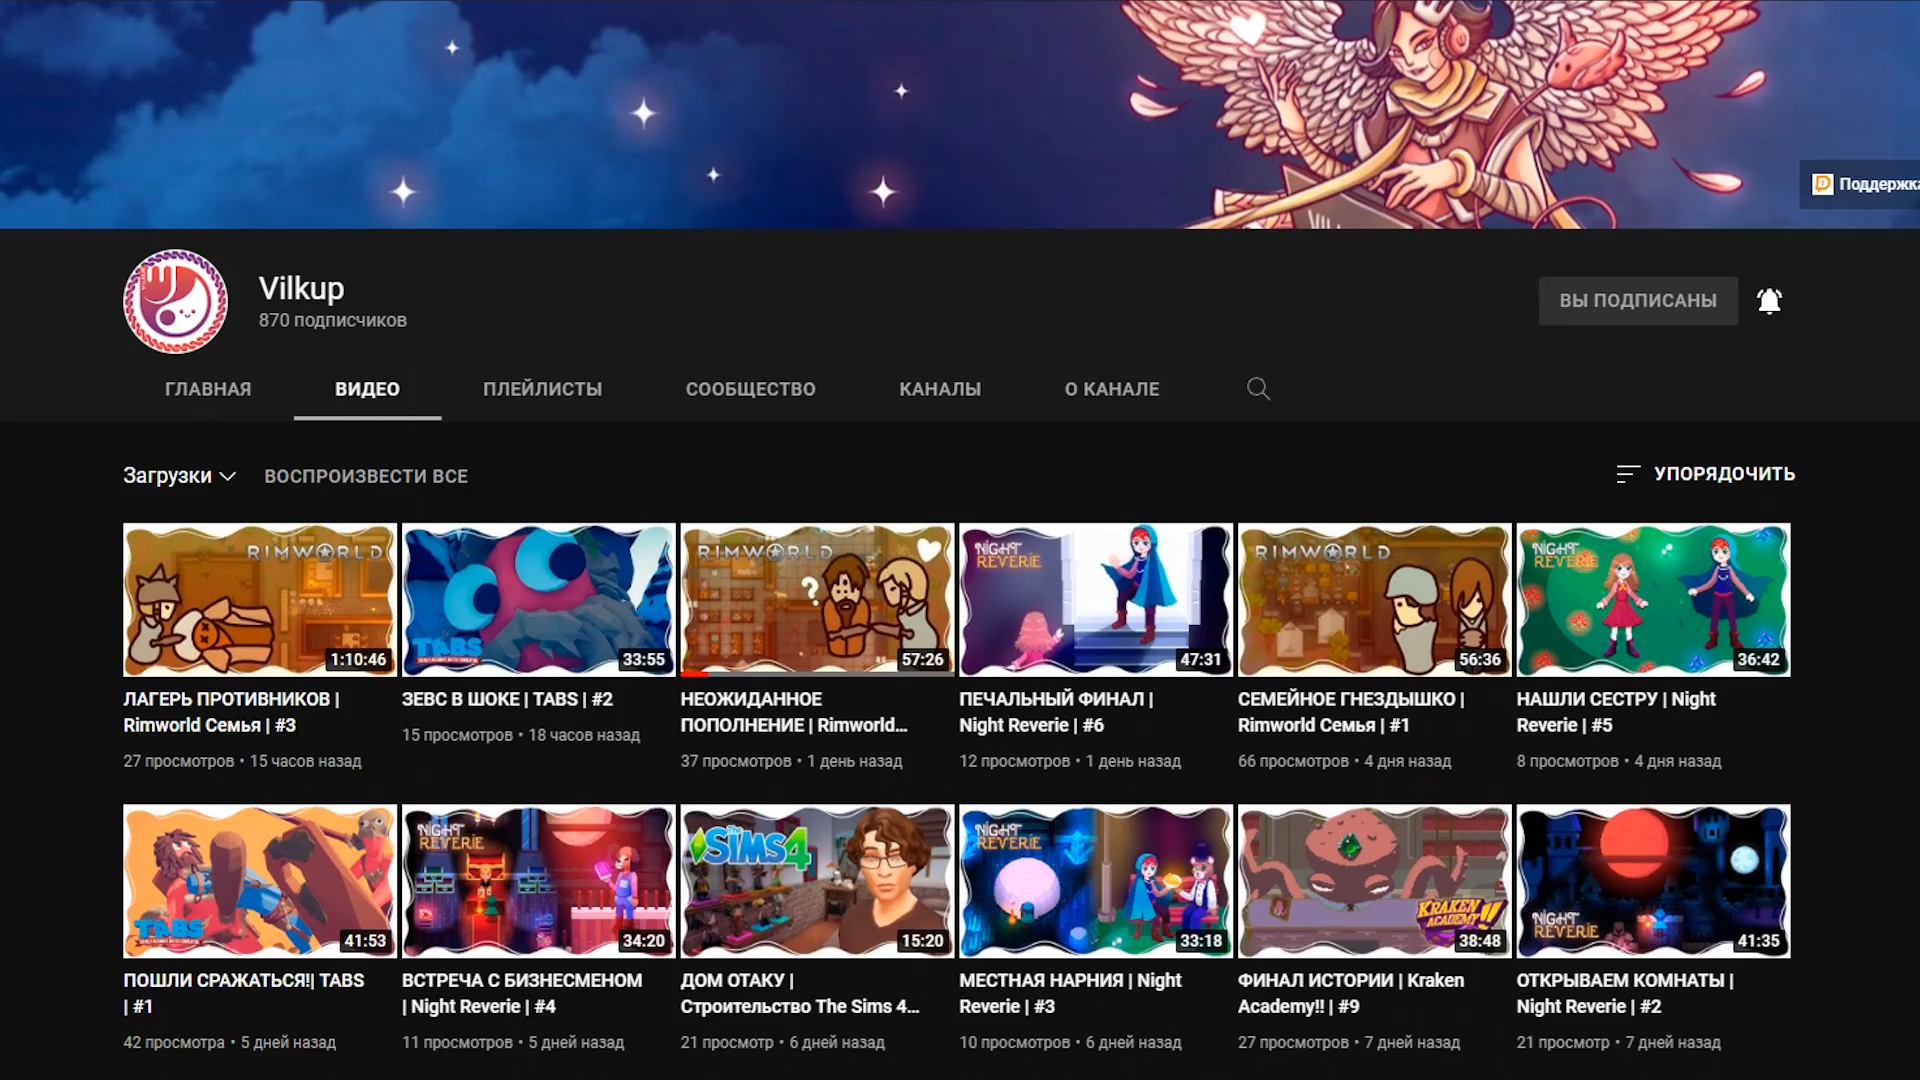 Поддержка
Vilkup
870 подписчиков
ВЫ ПОДПИСАНЫ
ГЛАВНАЯ ВИДЕО ПЛЕЙЛИСТЫ СООБЩЕСТВО КАНАЛЫ О КАНАЛЕ
Загрузки ВОСПРОИЗВЕСТИ ВСЕ УПОРЯДОЧИТЬ
RIMWORLD
1:10:46
ЛАГЕРЬ ПРОТИВНИКОВ |
Rimworld Семья | #3
27 просмотров • 15 часов назад
TABS
33:55
ЗЕВС В ШОКЕ | TABS | #2
15 просмотров • 18 часов назад
RIMWORLD
?
57:26
НЕОЖИДАННОЕ
ПОПОЛНЕНИЕ | Rimworld...
37 просмотров • 1 день назад
NIGHT
REVERIE
47:31
ПЕЧАЛЬНЫЙ ФИНАЛ |
Night Reverie | #6
12 просмотров • 1 день назад
RIMWORLD
56:36
СЕМЕЙНОЕ ГНЕЗДЫШКО |
Rimworld Семья | #1
66 просмотров • 4 дня назад
NIGHT
REVERIE
36:42
НАШЛИ СЕСТРУ | Night
Reverie | #5
8 просмотров • 4 дня назад
TABS
41:53
ПОШЛИ СРАЖАТЬСЯ!| TABS
| #1
42 просмотра • 5 дней назад
NIGHT
REVERIE
34:20
ВСТРЕЧА С БИЗНЕСМЕНОМ
| Night Reverie | #4
11 просмотров • 5 дней назад
The SIMS 4
15:20
ДОМ ОТАКУ |
Строительство The Sims 4...
21 просмотр • 6 дней назад
NIGHT
REVERIE
33:18
МЕСТНАЯ НАРНИЯ | Night
Reverie | #3
10 просмотров • 6 дней назад
KRAKEN
ACADEMY!!
38:48
ФИНАЛ ИСТОРИИ | Kraken
Academy!! | #9
27 просмотров • 7 дней назад
NIGHT
REVERIE
41:35
ОТКРЫВАЕМ КОМНАТЫ |
Night Reverie | #2
21 просмотр • 7 дней назад